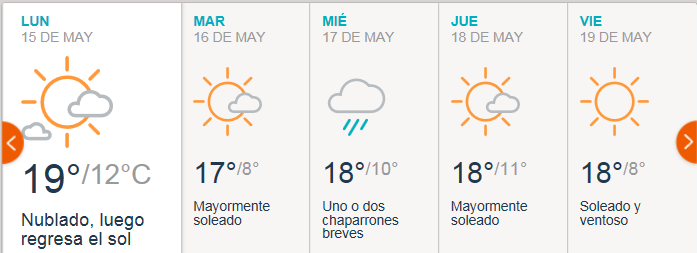 LUN
15 DE MAY
19°/12°C
Nublado, luego
regresa el sol
MAR
16 DE MAY
17°/8°
Mayormente
soleado
MIÉ
17 DE MAY
18°/10°
Uno o dos
chaparrones
breves
JUE
18 DE MAY
18°/11°
Mayormente
soleado
VIE
19 DE MAY
18°/8°
Soleado y
ventoso